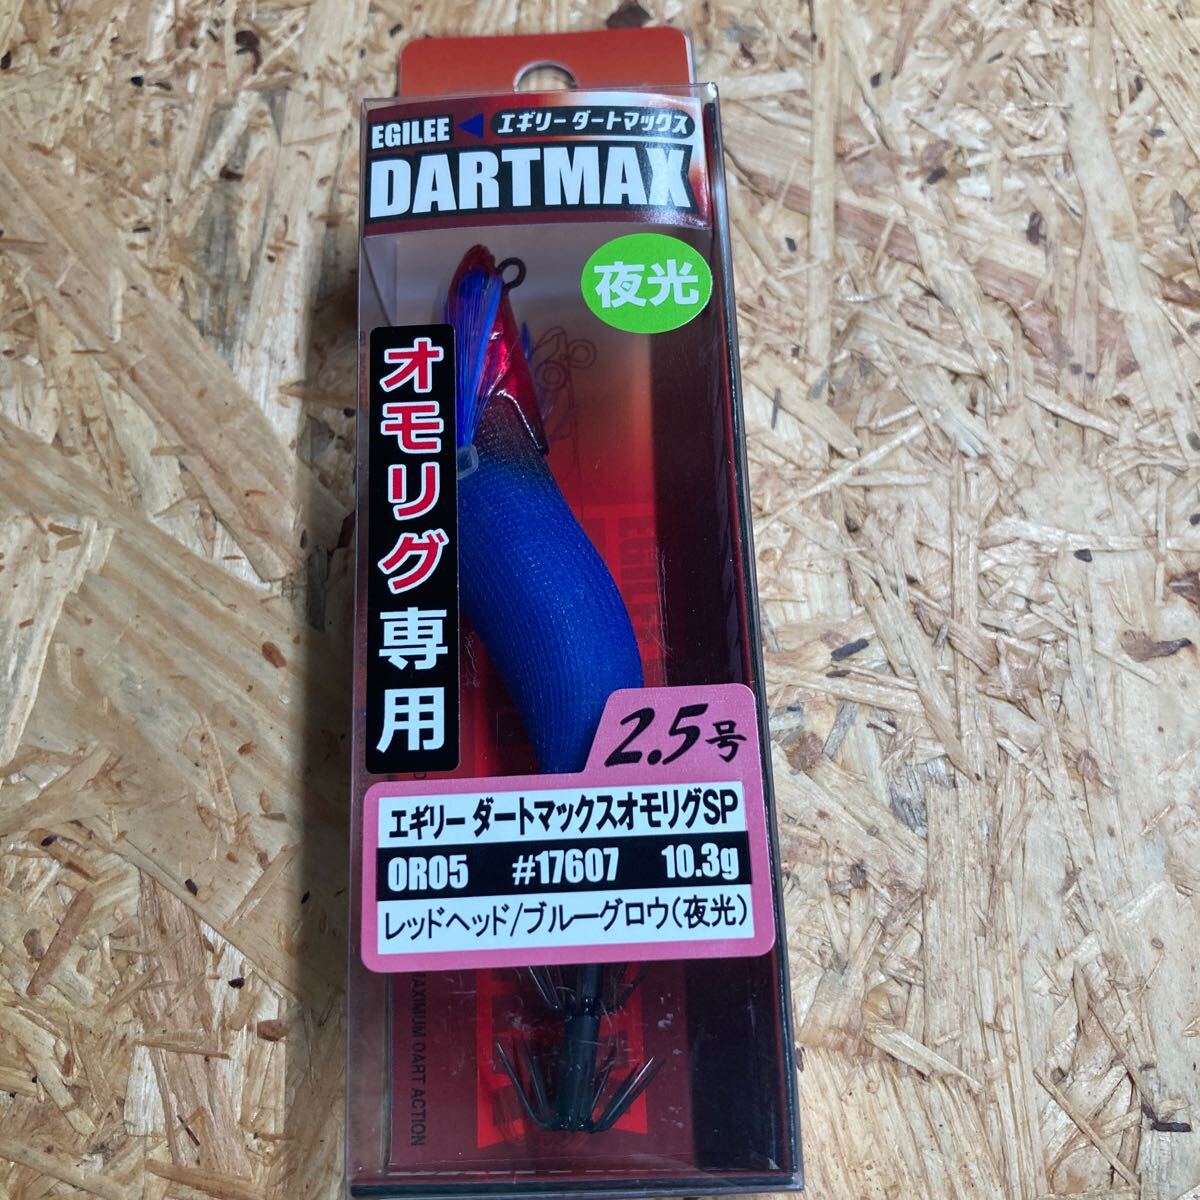 EGILEE ◀ エギリー ダートマックス
DARTMAX
夜光
オモリグ専用
2.5号
エギリー ダートマックスオモリグSP
OR05 #17607 10.3g
レッドヘッド/ブルーグロウ(夜光)
MAXIMUM DART ACTION